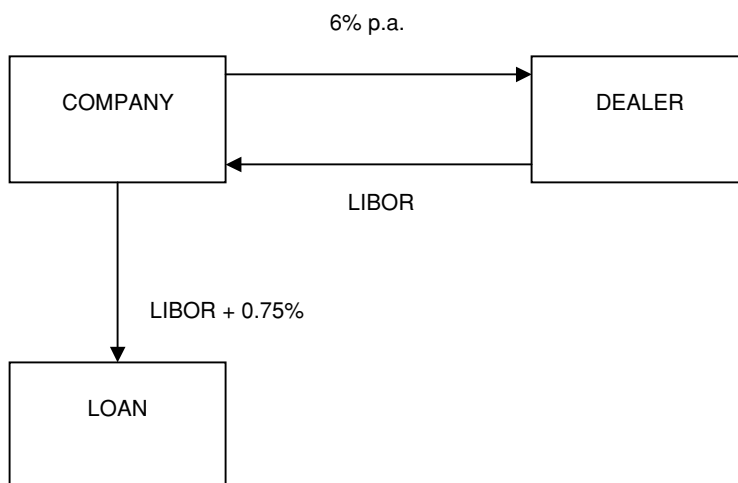 6% p.a.
COMPANY
DEALER
LIBOR
LIBOR + 0.75%
LOAN